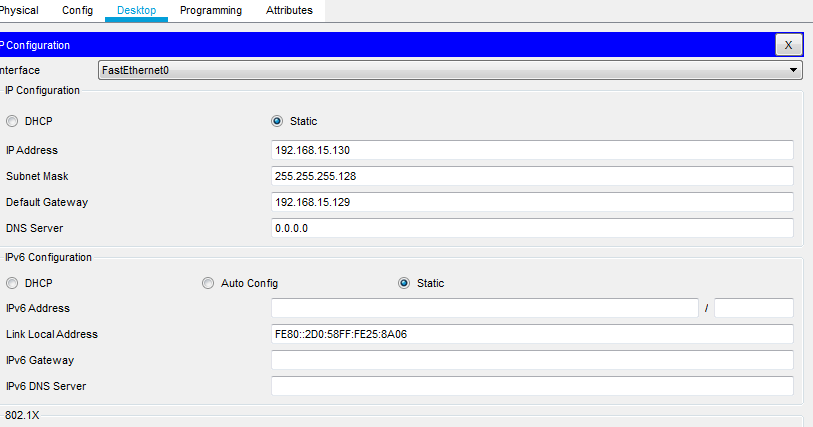 Physical Config Desktop Programming Attributes
IP Configuration X
Interface FastEthernet0
IP Configuration
DHCP Static
IP Address 192.168.15.130
Subnet Mask 255.255.255.128
Default Gateway 192.168.15.129
DNS Server 0.0.0.0
IPv6 Configuration
DHCP Auto Config Static
IPv6 Address /
Link Local Address FE80::2D0:58FF:FE25:8A06
IPv6 Gateway
IPv6 DNS Server
802.1X